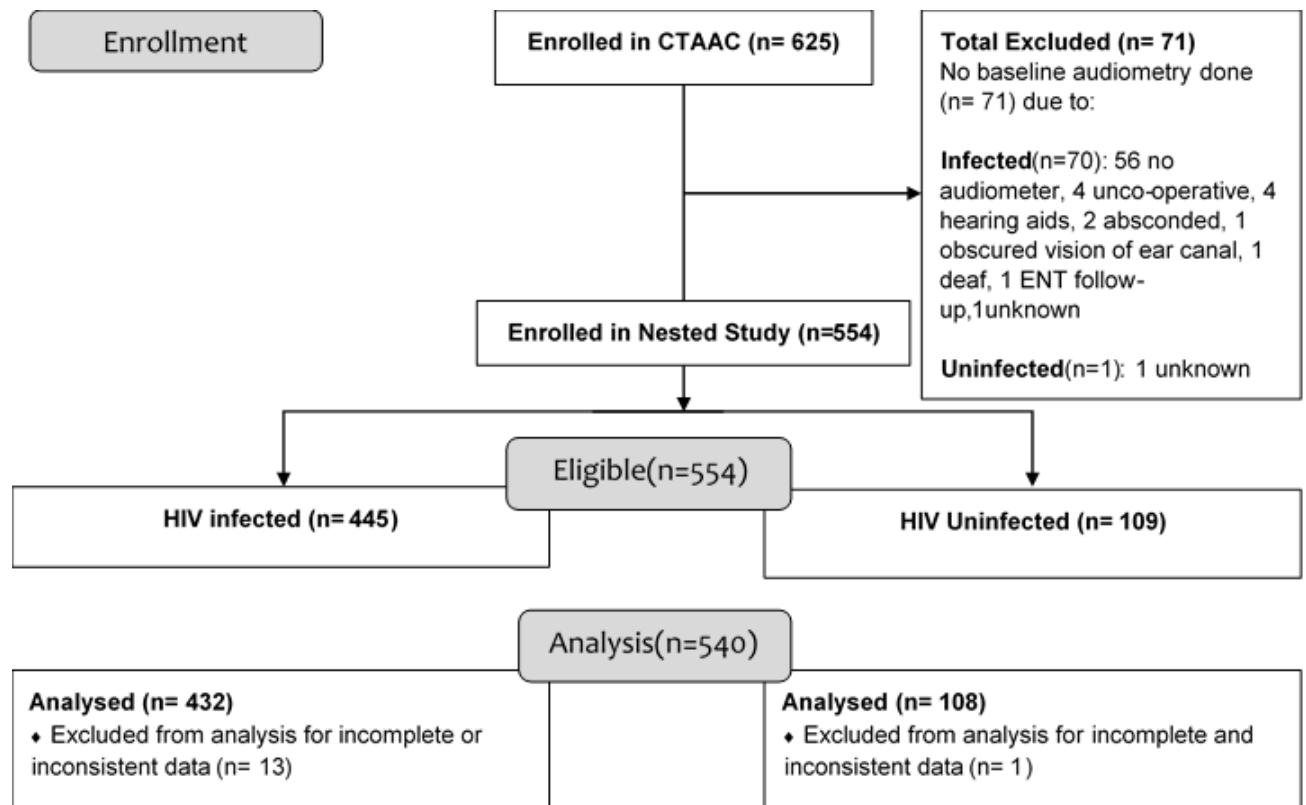 Enrollment
Enrolled in CTAAC (n= 625)
Total Excluded (n= 71)
No baseline audiometry done
(n= 71) due to:
Infected(n=70): 56 no
audiometer, 4 unco-operative, 4
hearing aids, 2 absconded, 1
obscured vision of ear canal, 1
deaf, 1 ENT follow-
up,1unknown
Uninfected(n=1): 1 unknown
Enrolled in Nested Study (n=554)
Eligible(n=554)
HIV infected (n= 445)
HIV Uninfected (n= 109)
Analysis(n=540)
Analysed (n= 432)
⬧ Excluded from analysis for incomplete or
inconsistent data (n= 13)
Analysed (n= 108)
⬧ Excluded from analysis for incomplete and
inconsistent data (n= 1)